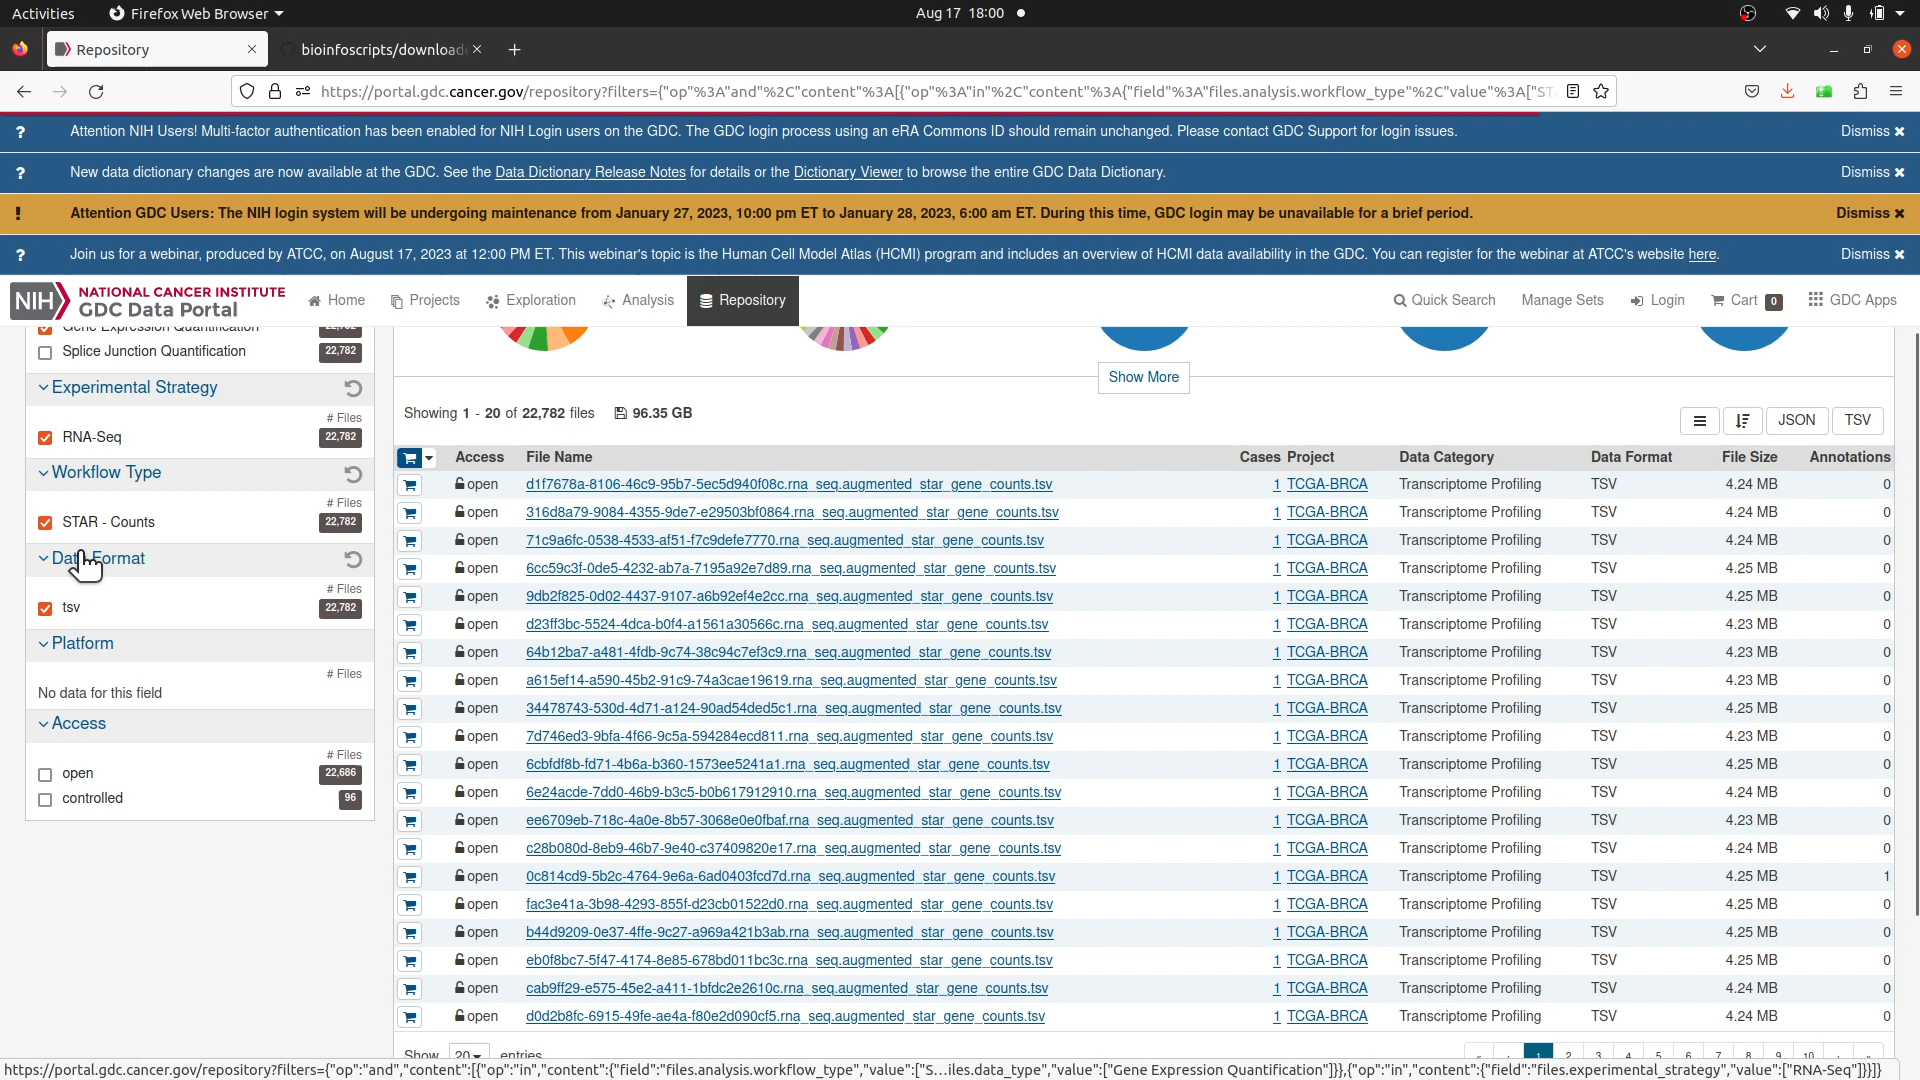 Activities Firefox Web Browser Aug 17 18:00
Repository bioinfoscripts/download
https://portal.gdc.cancer.gov/repository?filters={"op"%3A"and"%2C"content"%3A[{"op"%3A"in"%2C"content"%3A{"field"%3A"files.analysis.workflow_type"%2C"value"%3A["ST
? Attention NIH Users! Multi-factor authentication has been enabled for NIH Login users on the GDC. The GDC login process using an eRA Commons ID should remain unchanged. Please contact GDC Support for login issues. Dismiss
? New data dictionary changes are now available at the GDC. See the Data Dictionary Release Notes for details or the Dictionary Viewer to browse the entire GDC Data Dictionary. Dismiss
! Attention GDC Users: The NIH login system will be undergoing maintenance from January 27, 2023, 10:00 pm ET to January 28, 2023, 6:00 am ET. During this time, GDC login may be unavailable for a brief period. Dismiss
? Join us for a webinar, produced by ATCC, on August 17, 2023 at 12:00 PM ET. This webinar's topic is the Human Cell Model Atlas (HCMI) program and includes an overview of HCMI data availability in the GDC. You can register for the webinar at ATCC's website here. Dismiss
NIH NATIONAL CANCER INSTITUTE
GDC Data Portal
Home Projects Exploration Analysis Repository Quick Search Manage Sets Login Cart 0 GDC Apps
Gene Expression Quantification 22,782
Splice Junction Quantification 22,782
Experimental Strategy
# Files
RNA-Seq 22,782
Workflow Type
# Files
STAR - Counts 22,782
Data Format
# Files
tsv 22,782
Platform
# Files
No data for this field
Access
# Files
open 22,686
controlled 96
Show More
Showing 1 - 20 of 22,782 files 96.35 GB
JSON TSV
Access File Name Cases Project Data Category Data Format File Size Annotations
open d1f7678a-8106-46c9-95b7-5ec5d940f08c.rna_seq.augmented_star_gene_counts.tsv 1 TCGA-BRCA Transcriptome Profiling TSV 4.24 MB 0
open 316d8a79-9084-4355-9de7-e29503bf0864.rna_seq.augmented_star_gene_counts.tsv 1 TCGA-BRCA Transcriptome Profiling TSV 4.24 MB 0
open 71c9a6fc-0538-4533-af51-f7c9defe7770.rna_seq.augmented_star_gene_counts.tsv 1 TCGA-BRCA Transcriptome Profiling TSV 4.24 MB 0
open 6cc59c3f-0de5-4232-ab7a-7195a92e7d89.rna_seq.augmented_star_gene_counts.tsv 1 TCGA-BRCA Transcriptome Profiling TSV 4.25 MB 0
open 9db2f825-0d02-4437-9107-a6b92ef4e2cc.rna_seq.augmented_star_gene_counts.tsv 1 TCGA-BRCA Transcriptome Profiling TSV 4.25 MB 0
open d23ff3bc-5524-4dca-b0f4-a1561a30566c.rna_seq.augmented_star_gene_counts.tsv 1 TCGA-BRCA Transcriptome Profiling TSV 4.23 MB 0
open 64b12ba7-a481-4fdb-9c74-38c94c7ef3c9.rna_seq.augmented_star_gene_counts.tsv 1 TCGA-BRCA Transcriptome Profiling TSV 4.23 MB 0
open a615ef14-a590-45b2-91c9-74a3cae19619.rna_seq.augmented_star_gene_counts.tsv 1 TCGA-BRCA Transcriptome Profiling TSV 4.23 MB 0
open 34478743-530d-4d71-a124-90ad54ded5c1.rna_seq.augmented_star_gene_counts.tsv 1 TCGA-BRCA Transcriptome Profiling TSV 4.25 MB 0
open 7d746ed3-9bfa-4f66-9c5a-594284ecd811.rna_seq.augmented_star_gene_counts.tsv 1 TCGA-BRCA Transcriptome Profiling TSV 4.23 MB 0
open 6cbfdf8b-fd71-4b6a-b360-1573ee5241a1.rna_seq.augmented_star_gene_counts.tsv 1 TCGA-BRCA Transcriptome Profiling TSV 4.25 MB 0
open 6e24acde-7dd0-46b9-b3c5-b0b617912910.rna_seq.augmented_star_gene_counts.tsv 1 TCGA-BRCA Transcriptome Profiling TSV 4.24 MB 0
open ee6709eb-718c-4a0e-8b57-3068e0e0fbaf.rna_seq.augmented_star_gene_counts.tsv 1 TCGA-BRCA Transcriptome Profiling TSV 4.23 MB 0
open c28b080d-8eb9-46b7-9e40-c37409820e17.rna_seq.augmented_star_gene_counts.tsv 1 TCGA-BRCA Transcriptome Profiling TSV 4.24 MB 0
open 0c814cd9-5b2c-4764-9e6a-6ad0403fcd7d.rna_seq.augmented_star_gene_counts.tsv 1 TCGA-BRCA Transcriptome Profiling TSV 4.25 MB 1
open fac3e41a-3b98-4293-855f-d23cb01522d0.rna_seq.augmented_star_gene_counts.tsv 1 TCGA-BRCA Transcriptome Profiling TSV 4.25 MB 0
open b44d9209-0e37-4ffe-9c27-a969a421b3ab.rna_seq.augmented_star_gene_counts.tsv 1 TCGA-BRCA Transcriptome Profiling TSV 4.25 MB 0
open eb0f8bc7-5f47-4174-8e85-678bd011bc3c.rna_seq.augmented_star_gene_counts.tsv 1 TCGA-BRCA Transcriptome Profiling TSV 4.25 MB 0
open cab9ff29-e575-45e2-a411-1bfdc2e2610c.rna_seq.augmented_star_gene_counts.tsv 1 TCGA-BRCA Transcriptome Profiling TSV 4.24 MB 0
open d0d2b8fc-6915-49fe-ae4a-f80e2d090cf5.rna_seq.augmented_star_gene_counts.tsv 1 TCGA-BRCA Transcriptome Profiling TSV 4.24 MB 0
Show 20 entries « ‹ 1 2 3 4 5 6 7 8 9 10 › »
https://portal.gdc.cancer.gov/repository?filters={"op":"and","content":[{"op":"in","content":{"field":"files.analysis.workflow_type","value":["S…iles.data_type","value":["Gene Expression Quantification"]}},{"op":"in","content":{"field":"files.experimental_strategy","value":["RNA-Seq"]}}]}